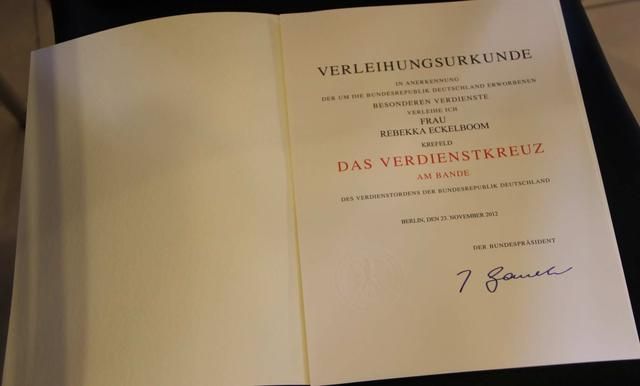 VERLEIHUNGSURKUNDE
IN ANERKENNUNG
DER UM DIE BUNDESREPUBLIK DEUTSCHLAND ERWORBENEN
BESONDEREN VERDIENSTE
VERLEIHE ICH
FRAU
REBEKKA ECKELBOOM
KREFELD
DAS VERDIENSTKREUZ
AM BANDE
DES VERDIENSTORDENS DER BUNDESREPUBLIK DEUTSCHLAND
BERLIN, DEN 23. NOVEMBER 2012
DER BUNDESPRÄSIDENT